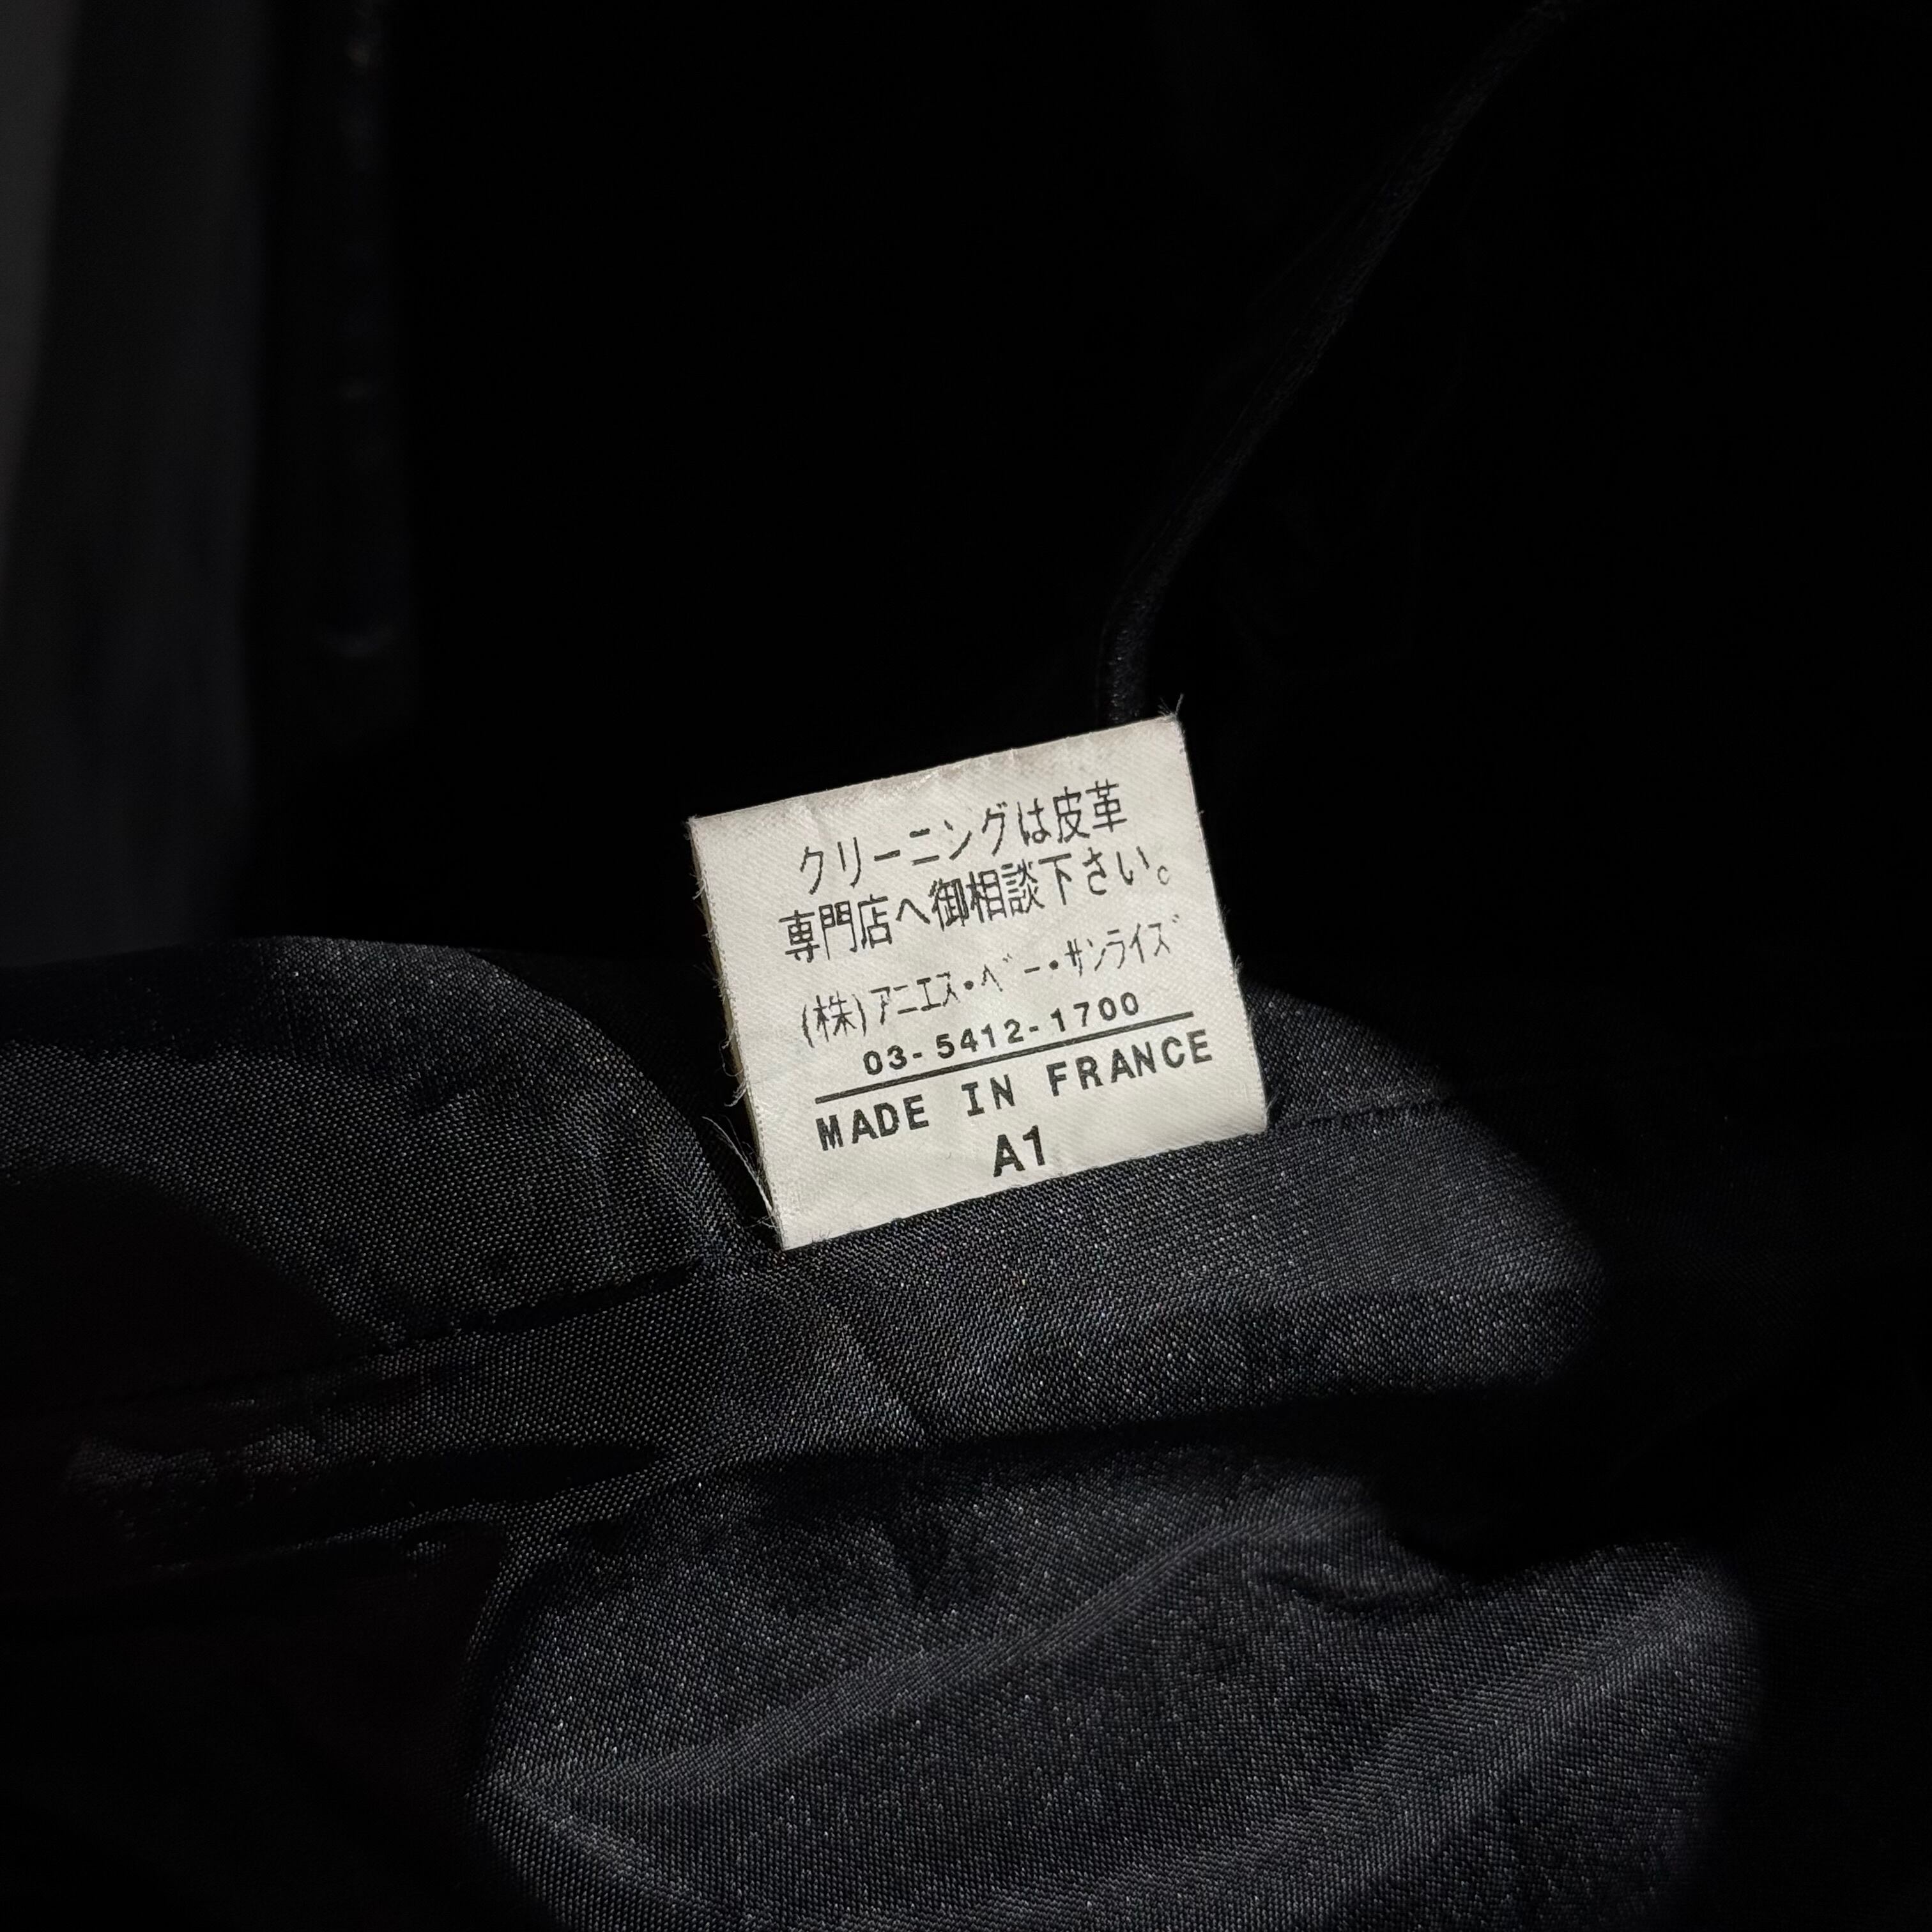 クリーニングは皮革
専門店へ御相談下さい。
(株)アニエス・ベー・サンライズ
03-5412-1700
MADE IN FRANCE
A1